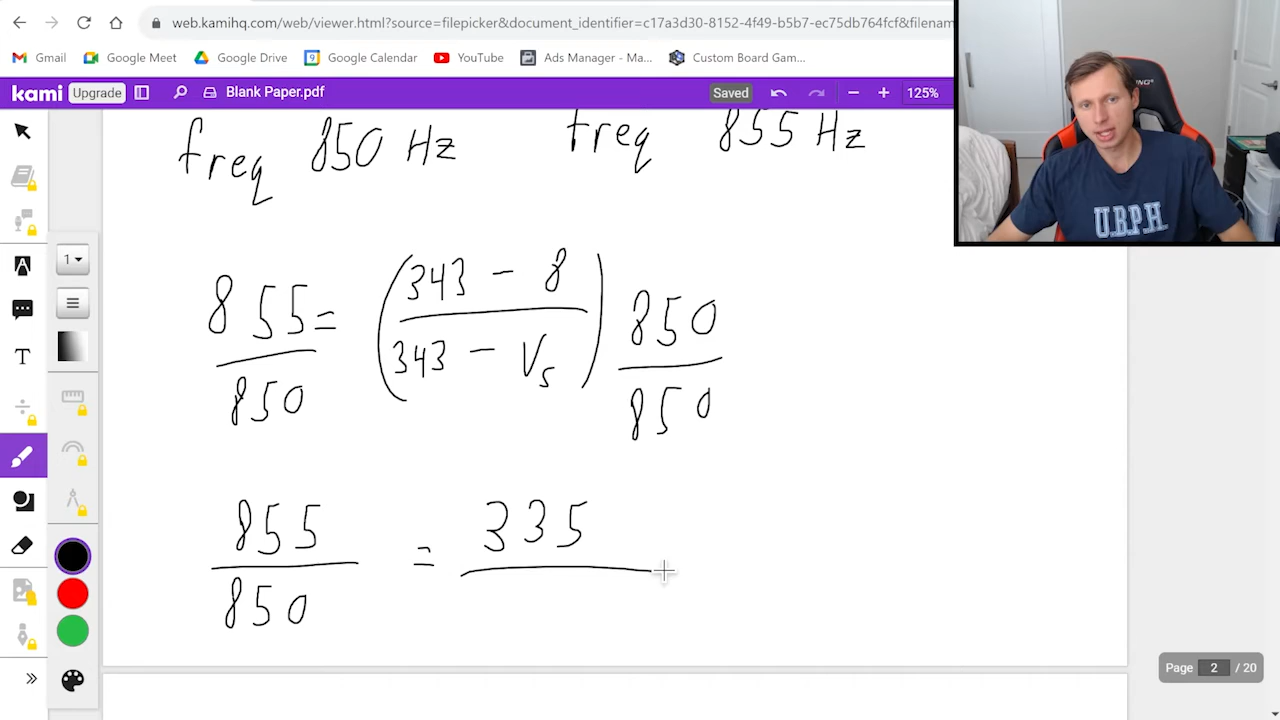 web.kamihq.com/web/viewer.html?source=filepicker&document_identifier=c17a3d30-8152-4f49-b5b7-ec75db764fcf&filenam
Gmail Google Meet Google Drive Google Calendar YouTube Ads Manager - Ma... Custom Board Gam...
kami Upgrade Blank Paper.pdf Saved 125%
freq 850 Hz freq 855 Hz
1
T
855 = (343 - 8) 850
850 343 - Vs 850
855 = 335
850
U.B.P.H.
Page 2 / 20